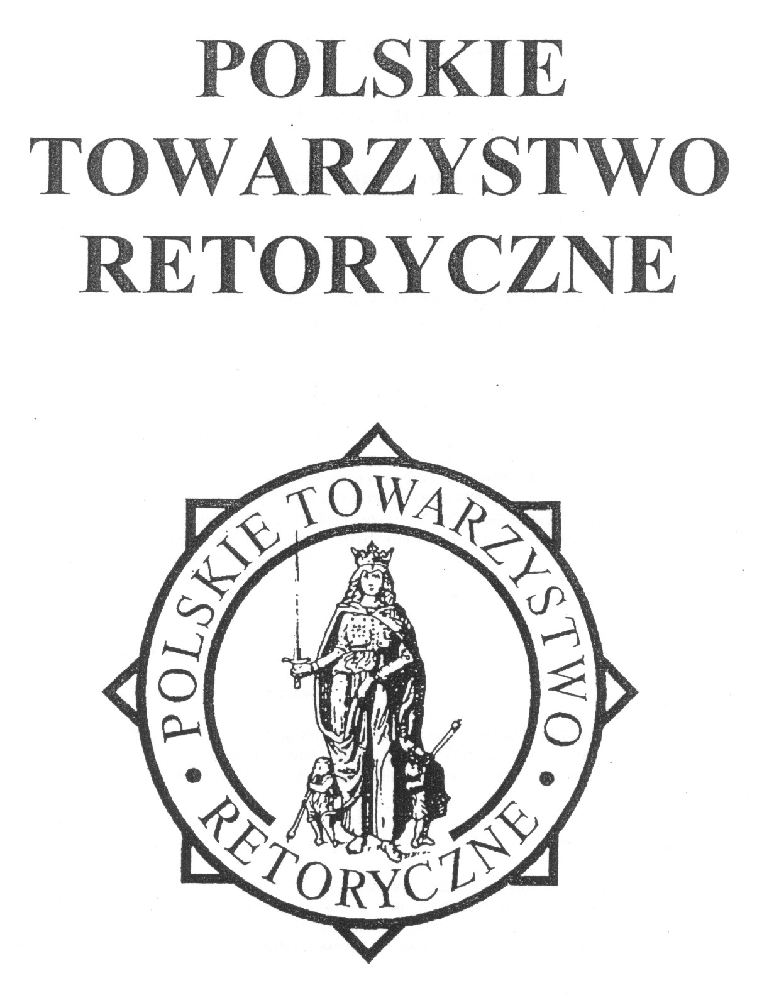 POLSKIE
TOWARZYSTWO
RETORYCZNE
POLSKIE TOWARZYSTWO
• RETORYCZNE •